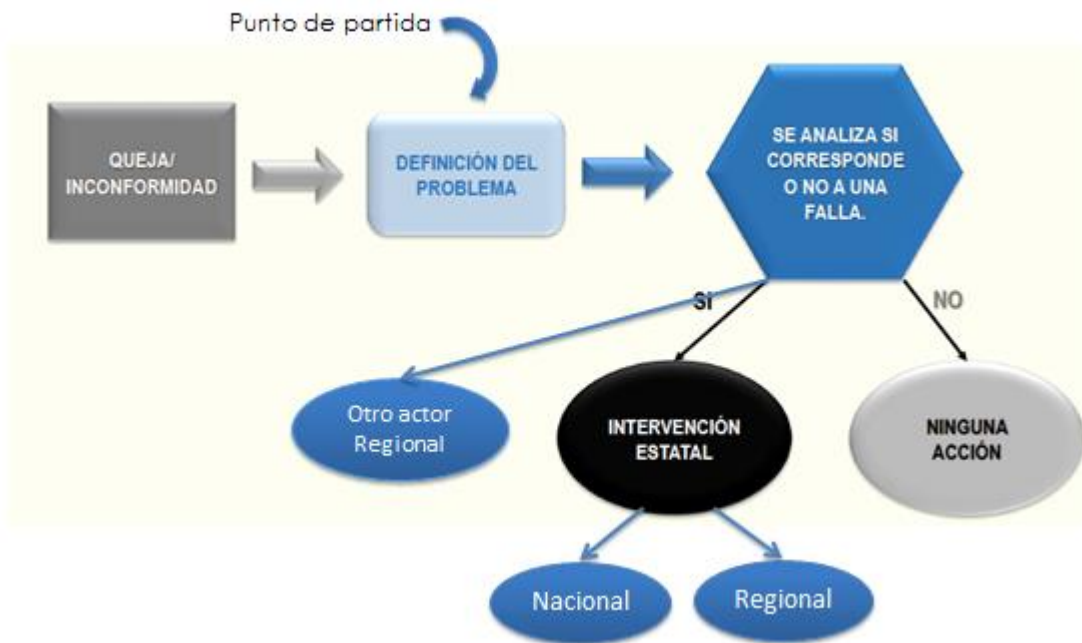 Punto de partida
QUEJA/
INCONFORMIDAD
DEFINICIÓN DEL
PROBLEMA
SE ANALIZA SI
CORRESPONDE
O NO A UNA
FALLA.
SI
NO
Otro actor
Regional
INTERVENCIÓN
ESTATAL
NINGUNA
ACCIÓN
Nacional
Regional